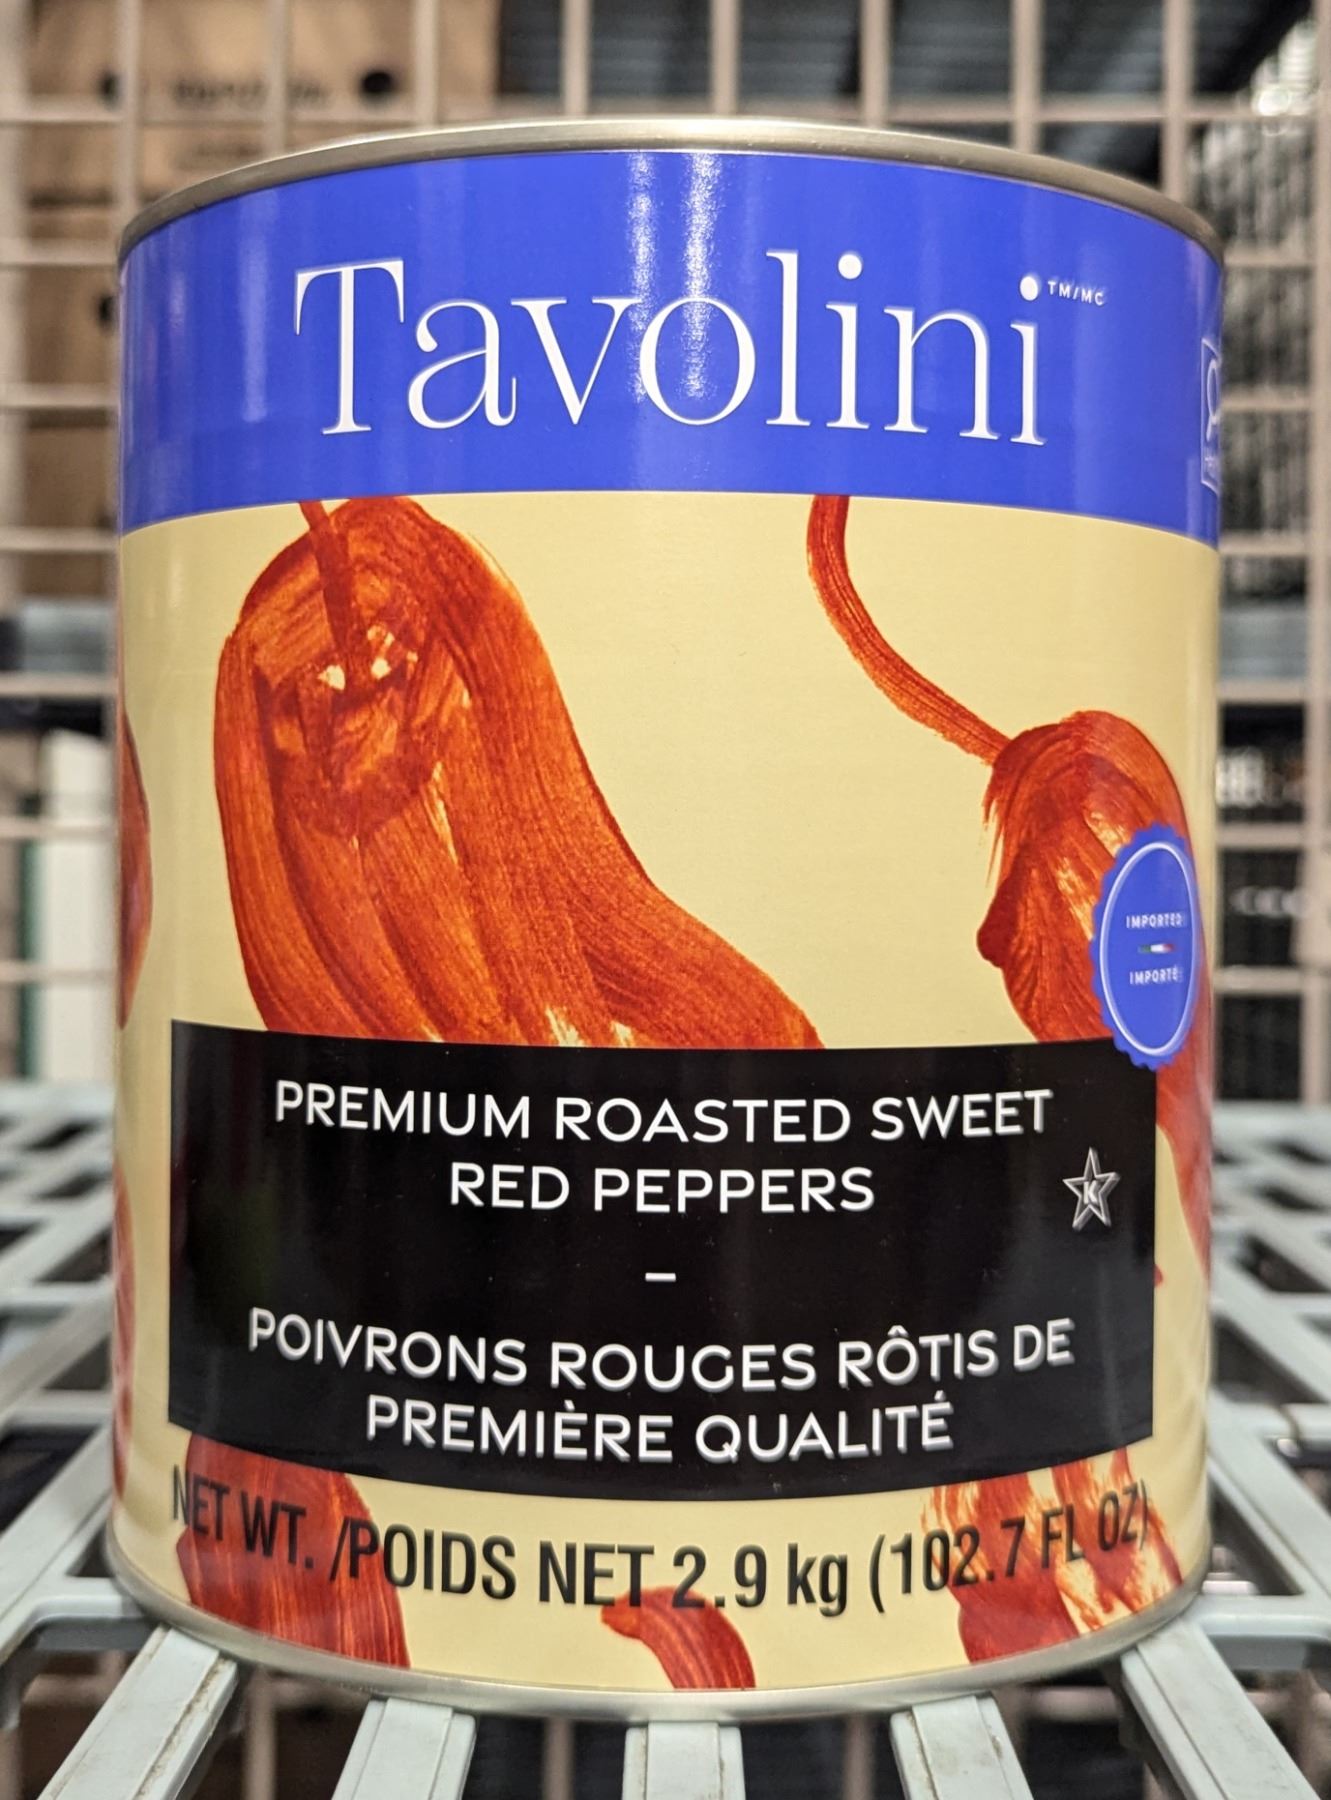 Tavolini TM/MC
IMPORTED
IMPORTÉ
PREMIUM ROASTED SWEET
RED PEPPERS
K
–
POIVRONS ROUGES RÔTIS DE
PREMIÈRE QUALITÉ
NET WT. /POIDS NET 2.9 kg (102.7 FL OZ)